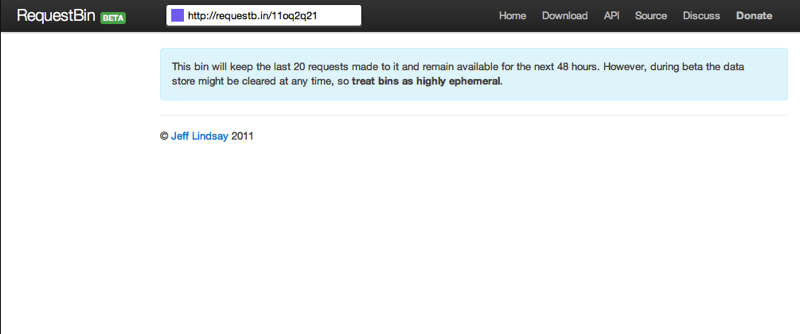 RequestBin BETA http://requestb.in/11oq2q21 Home Download API Source Discuss Donate
This bin will keep the last 20 requests made to it and remain available for the next 48 hours. However, during beta the data
store might be cleared at any time, so treat bins as highly ephemeral.
© Jeff Lindsay 2011